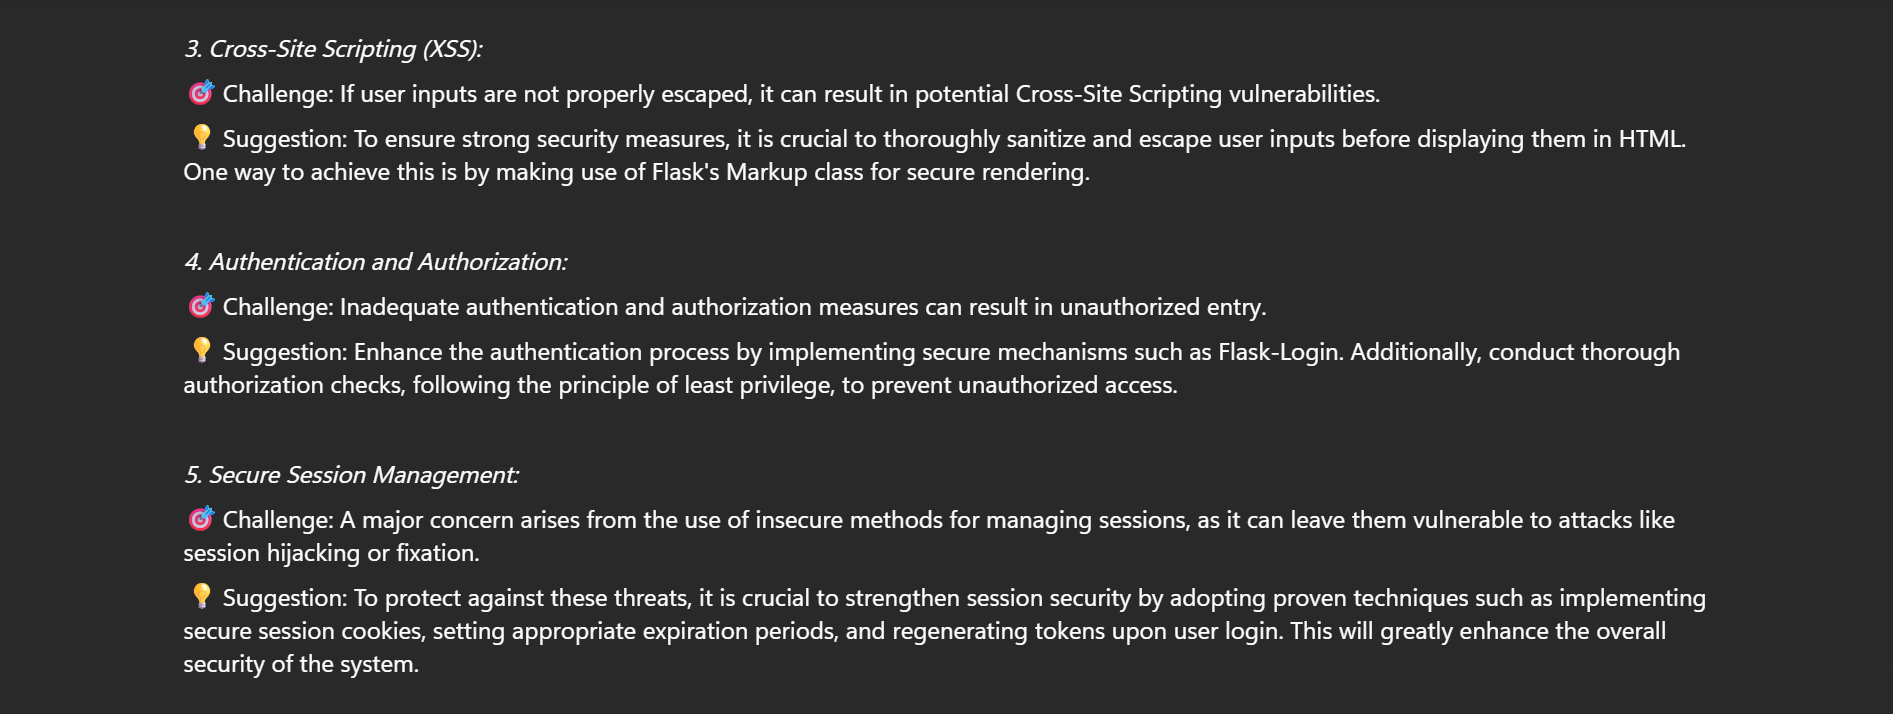 3. Cross-Site Scripting (XSS):
🎯 Challenge: If user inputs are not properly escaped, it can result in potential Cross-Site Scripting vulnerabilities.
💡 Suggestion: To ensure strong security measures, it is crucial to thoroughly sanitize and escape user inputs before displaying them in HTML.
One way to achieve this is by making use of Flask's Markup class for secure rendering.
4. Authentication and Authorization:
🎯 Challenge: Inadequate authentication and authorization measures can result in unauthorized entry.
💡 Suggestion: Enhance the authentication process by implementing secure mechanisms such as Flask-Login. Additionally, conduct thorough
authorization checks, following the principle of least privilege, to prevent unauthorized access.
5. Secure Session Management:
🎯 Challenge: A major concern arises from the use of insecure methods for managing sessions, as it can leave them vulnerable to attacks like
session hijacking or fixation.
💡 Suggestion: To protect against these threats, it is crucial to strengthen session security by adopting proven techniques such as implementing
secure session cookies, setting appropriate expiration periods, and regenerating tokens upon user login. This will greatly enhance the overall
security of the system.